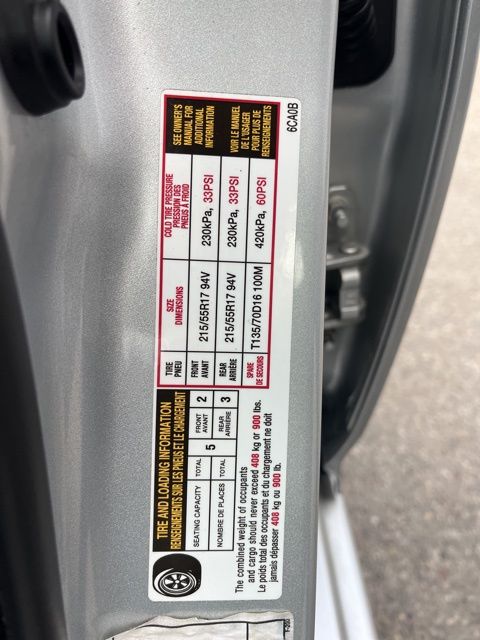 TIRE AND LOADING INFORMATION
RENSEIGNEMENTS SUR LES PNEUS ET LE CHARGEMENT
SEATING CAPACITY TOTAL 5 FRONT AVANT 2 REAR ARRIÈRE 3
NOMBRE DE PLACES TOTAL
The combined weight of occupants
and cargo should never exceed 408 kg or 900 lbs.
Le poids total des occupants et du chargement ne doit
jamais dépasser 408 kg ou 900 lb.
TIRE PNEU SIZE DIMENSIONS COLD TIRE PRESSURE PRESSION DES PNEUS À FROID
FRONT AVANT 215/55R17 94V 230kPa, 33PSI
REAR ARRIÈRE 215/55R17 94V 230kPa, 33PSI
SPARE DE SECOURS T135/70D16 100M 420kPa, 60PSI
SEE OWNER'S
MANUAL FOR
ADDITIONAL
INFORMATION
VOIR LE MANUEL
DE L'USAGER
POUR PLUS DE
RENSEIGNEMENTS
6CA0B